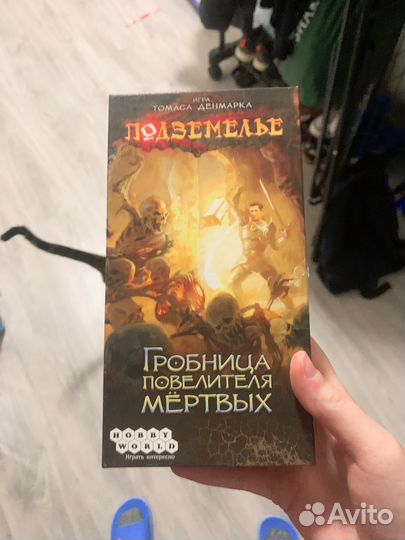 ИГРА
ТОМАСА ДЕНМАРКА
ПОДЗЕМЕЛЬЕ
ГРОБНИЦА
ПОВЕЛИТЕЛЯ
МЁРТВЫХ
HOBBY
WORLD
Играть интересно
Avito